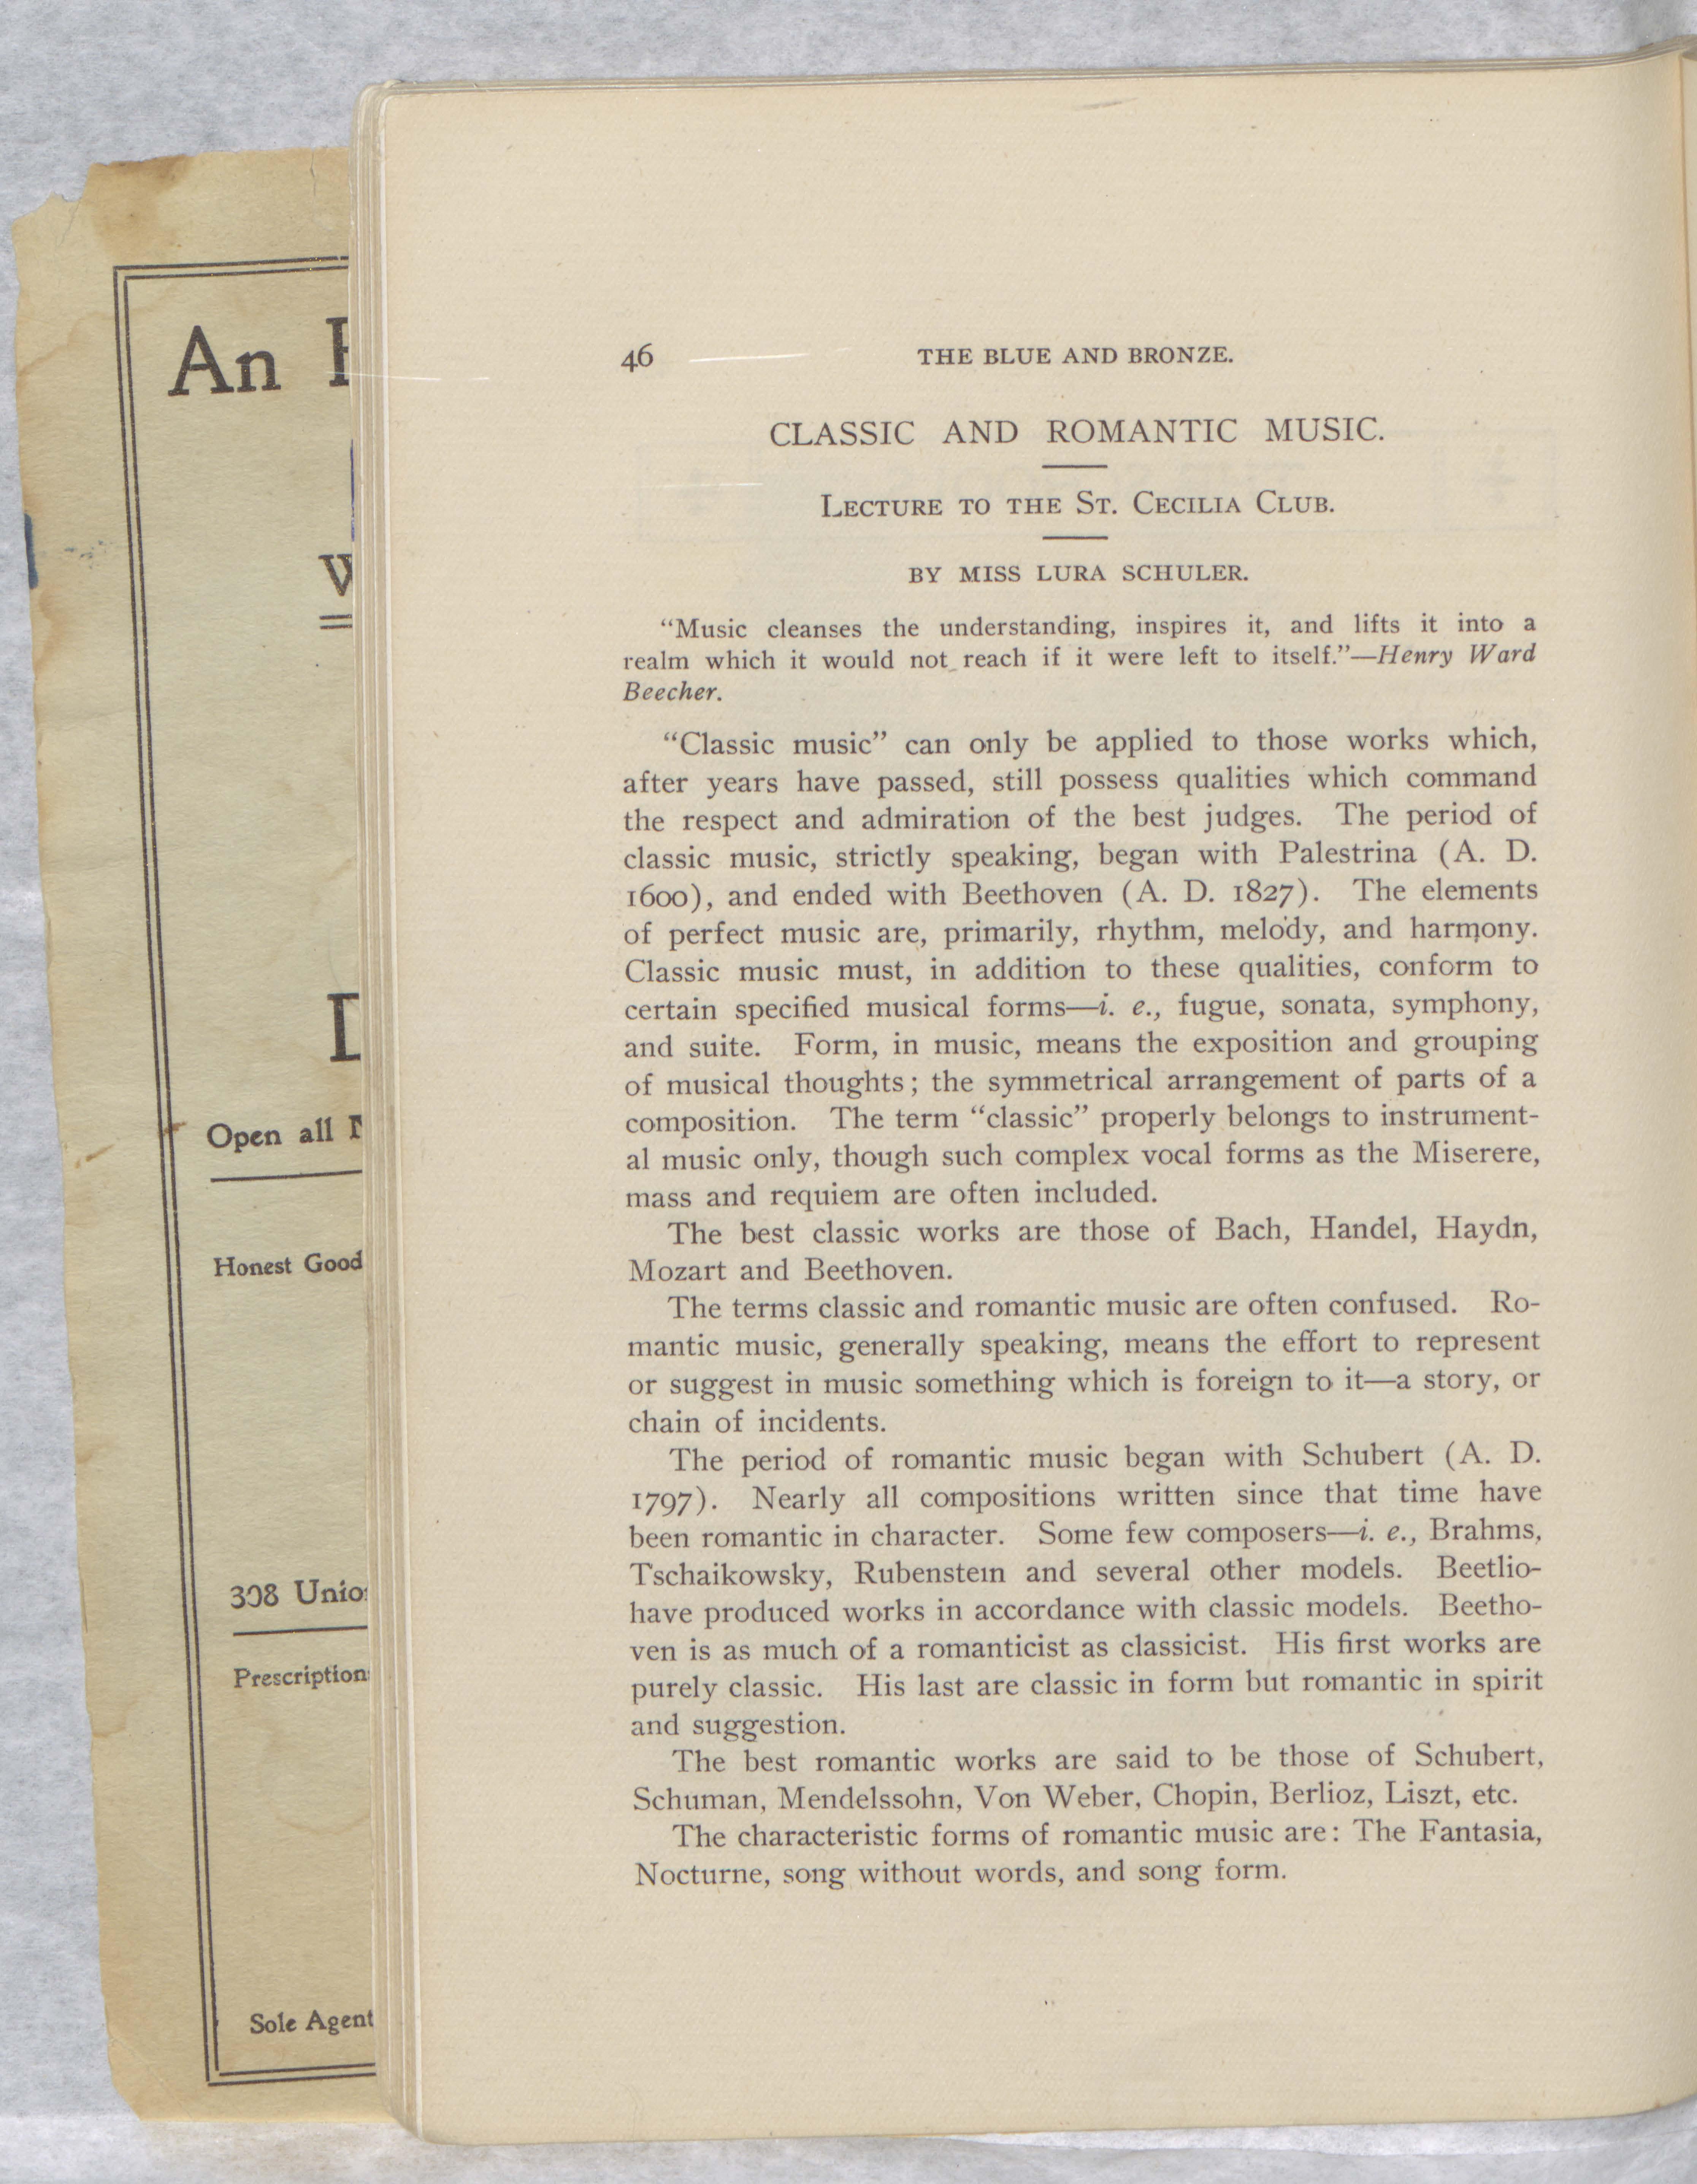 An
Open all
Honest Good
308
Sole Agent
46 THE BLUE AND BRONZE.
CLASSIC AND ROMANTIC MUSIC.
LECTURE TO THE ST. CECILIA CLUB.
BY MISS LURA SCHULER.
“Music cleanses the understanding, inspires it, and lifts it into a
realm which it would not reach if it were left to itself.”—Henry Ward
Beecher.
“Classic music” can only be applied to those works which,
after years have passed, still possess qualities which command
the respect and admiration of the best judges. The period of
classic music, strictly speaking, began with Palestrina (A. D.
1600), and ended with Beethoven (A. D. 1827). The elements
of perfect music are, primarily, rhythm, melody, and harmony.
Classic music must, in addition to these qualities, conform to
certain specified musical forms—i. e., fugue, sonata, symphony,
and suite. Form, in music, means the exposition and grouping
of musical thoughts; the symmetrical arrangement of parts of a
composition. The term “classic” properly belongs to instrument-
al music only, though such complex vocal forms as the Miserere,
mass and requiem are often included.
The best classic works are those of Bach, Handel, Haydn,
Mozart and Beethoven.
The terms classic and romantic music are often confused. Ro-
mantic music, generally speaking, means the effort to represent
or suggest in music something which is foreign to it—a story, or
chain of incidents.
The period of romantic music began with Schubert (A. D.
1797). Nearly all compositions written since that time have
been romantic in character. Some few composers—i. e., Brahms,
Tschaikowsky, Rubenstein and several other models. Beetlio-
have produced works in accordance with classic models. Beetho-
ven is as much of a romanticist as classicist. His first works are
purely classic. His last are classic in form but romantic in spirit
and suggestion.
The best romantic works are said to be those of Schubert,
Schuman, Mendelssohn, Von Weber, Chopin, Berlioz, Liszt, etc.
The characteristic forms of romantic music are: The Fantasia,
Nocturne, song without words, and song form.